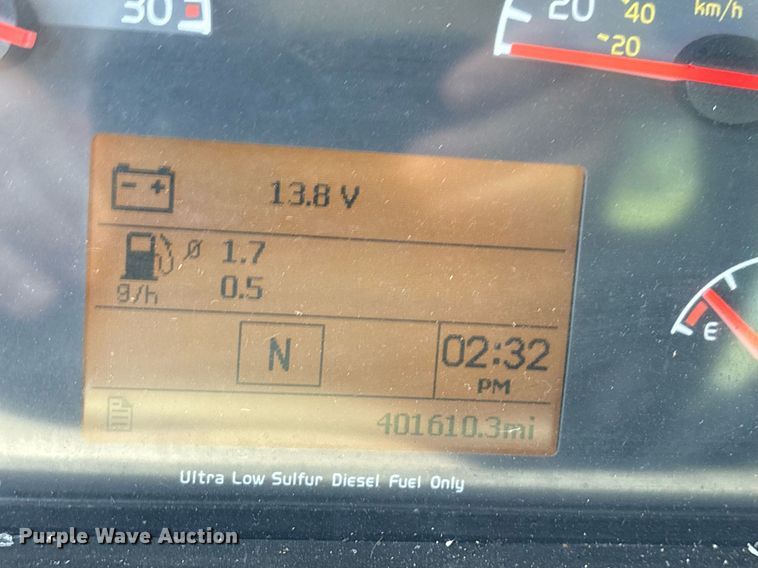 30
20
40
20
km/h
13.8 V
ø 1.7
g/h 0.5
E
N
02:32
PM
401610.3mi
Ultra Low Sulfur Diesel Fuel Only
Purple Wave Auction